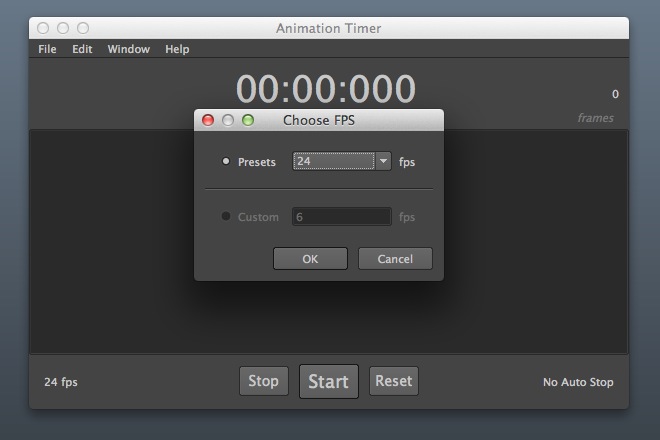 Animation Timer
File Edit Window Help
00:00:000
0
frames
Choose FPS
Presets 24 fps
Custom 6 fps
OK Cancel
24 fps Stop Start Reset No Auto Stop